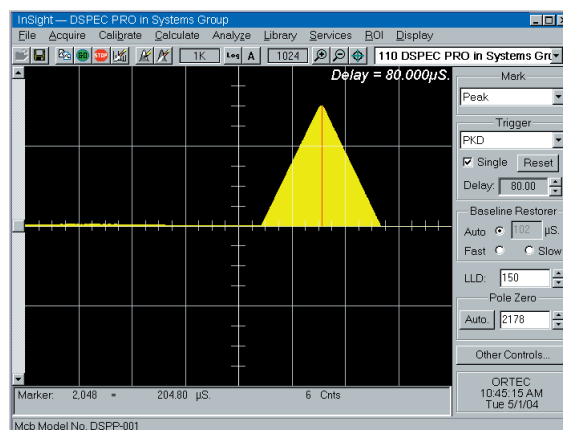 InSight — DSPEC PRO in Systems Group
File Acquire Calibrate Calculate Analyze Library Services ROI Display
GO STOP 1K Log A 1024 110 DSPEC PRO in Systems Gro
Delay = 80.000µS.
Mark
Peak
Trigger
PKD
Single Reset
Delay: 80.00
Baseline Restorer
Auto 102 µS.
Fast Slow
LLD: 150
Pole Zero
Auto. 2178
Other Controls...
Marker: 2,048 = 204.80 µS. 6 Cnts
ORTEC
10:45:15 AM
Tue 5/1/04
Mcb Model No. DSPP-001